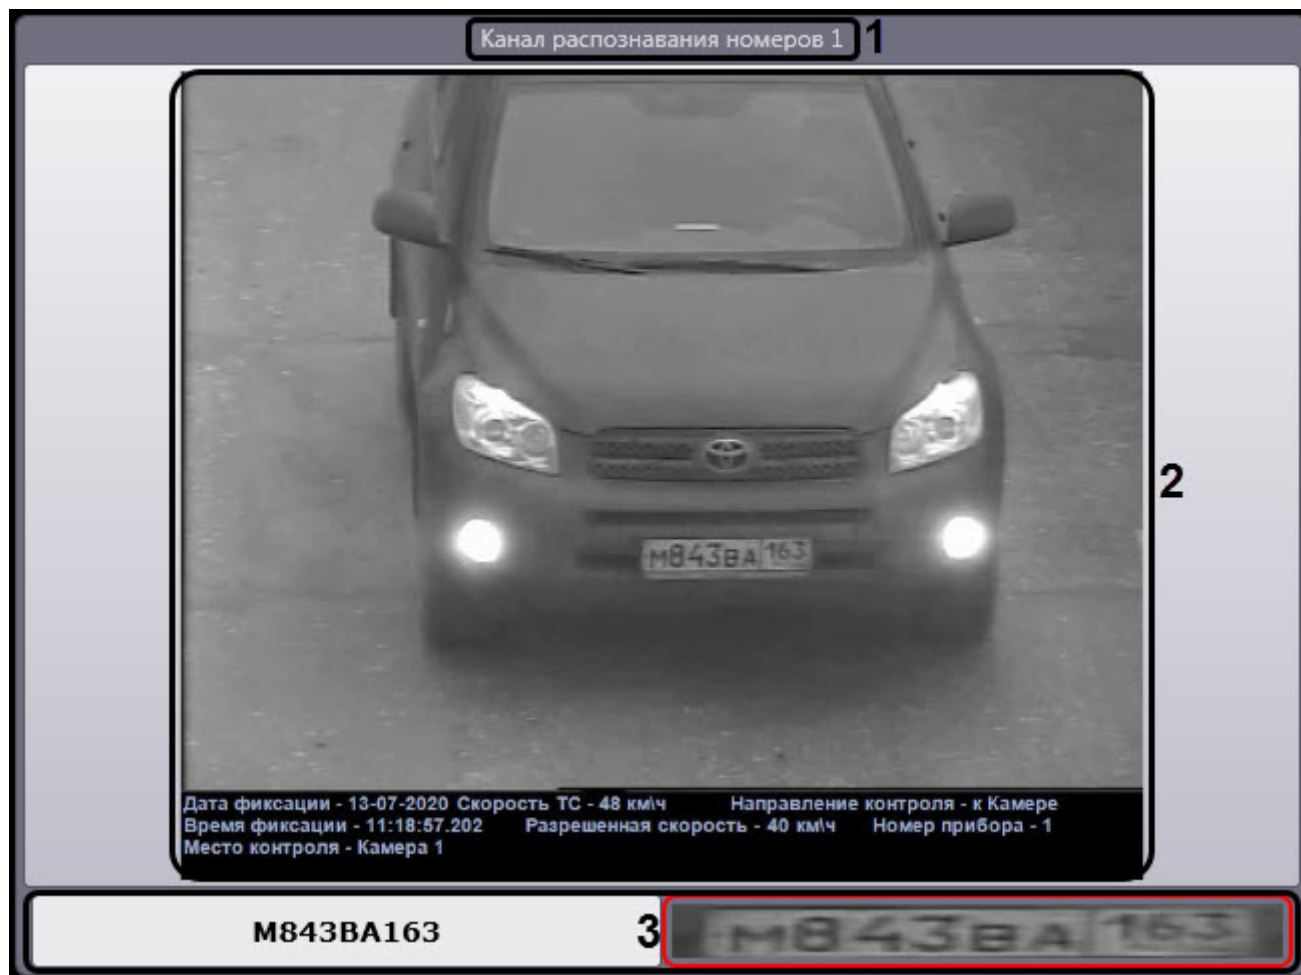 Канал распознавания номеров 1 1
2
М843ВА 163
Дата фиксации - 13-07-2020 Скорость ТС - 48 км\ч Направление контроля - к Камере
Время фиксации - 11:18:57.202 Разрешенная скорость - 40 км\ч Номер прибора - 1
Место контроля - Камера 1
М843ВА163 3 М843ВА 163